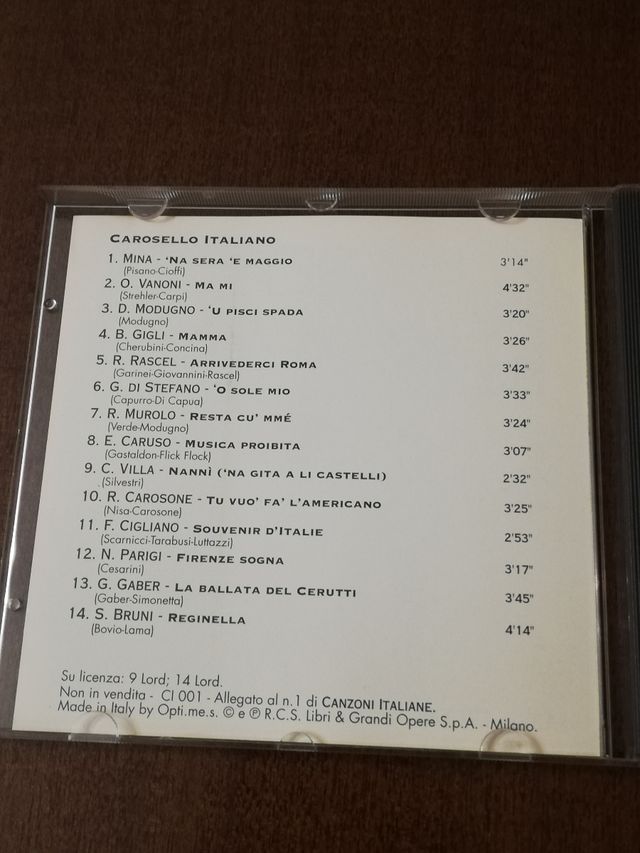 CAROSELLO ITALIANO
1. MINA - 'NA SERA 'E MAGGIO 3'14"
(Pisano-Cioffi)
2. O. VANONI - MA MI 4'32"
(Strehler-Carpi)
3. D. MODUGNO - 'U PISCI SPADA 3'20"
(Modugno)
4. B. GIGLI - MAMMA 3'26"
(Cherubini-Concina)
5. R. RASCEL - ARRIVEDERCI ROMA 3'42"
(Garinei-Giovannini-Rascel)
6. G. DI STEFANO - 'O SOLE MIO 3'33"
(Capurro-Di Capua)
7. R. MUROLO - RESTA CU' MMÉ 3'24"
(Verde-Modugno)
8. E. CARUSO - MUSICA PROIBITA 3'07"
(Gastaldon-Flick Flock)
9. C. VILLA - NANNÌ ('NA GITA A LI CASTELLI) 2'32"
(Silvestri)
10. R. CAROSONE - TU VUO' FA' L'AMERICANO 3'25"
(Nisa-Carosone)
11. F. CIGLIANO - SOUVENIR D'ITALIE 2'53"
(Scarnicci-Tarabusi-Luttazzi)
12. N. PARIGI - FIRENZE SOGNA 3'17"
(Cesarini)
13. G. GABER - LA BALLATA DEL CERUTTI 3'45"
(Gaber-Simonetta)
14. S. BRUNI - REGINELLA 4'14"
(Bovio-Lama)
Su licenza: 9 Lord; 14 Lord.
Non in vendita - CI 001 - Allegato al n.1 di CANZONI ITALIANE.
Made in Italy by Opti.me.s. © e ℗ R.C.S. Libri & Grandi Opere S.p.A. - Milano.